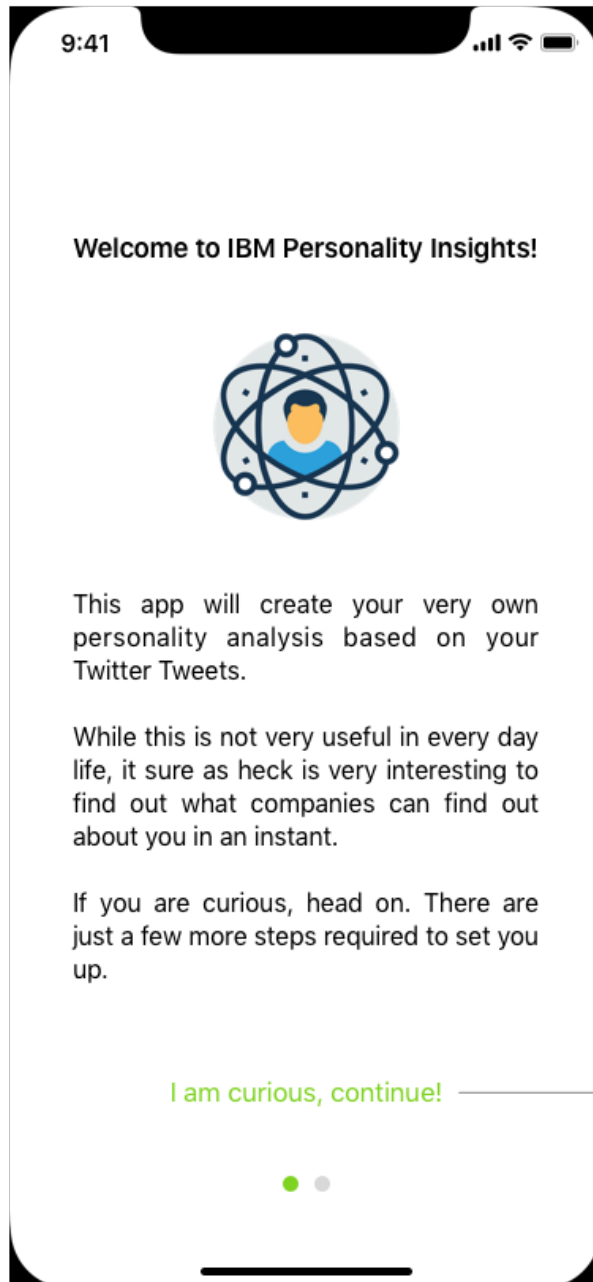 9:41
Welcome to IBM Personality Insights!
This app will create your very own
personality analysis based on your
Twitter Tweets.
While this is not very useful in every day
life, it sure as heck is very interesting to
find out what companies can find out
about you in an instant.
If you are curious, head on. There are
just a few more steps required to set you
up.
I am curious, continue!